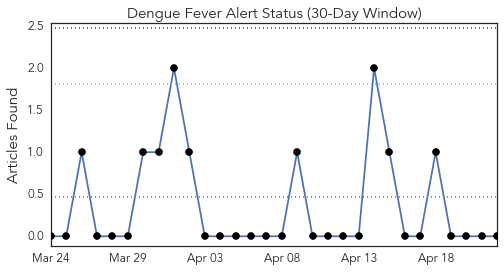 Dengue Fever Alert Status (30-Day Window)
Articles Found
2.5
2.0
1.5
1.0
0.5
0.0
Mar 24 Mar 29 Apr 03 Apr 08 Apr 13 Apr 18